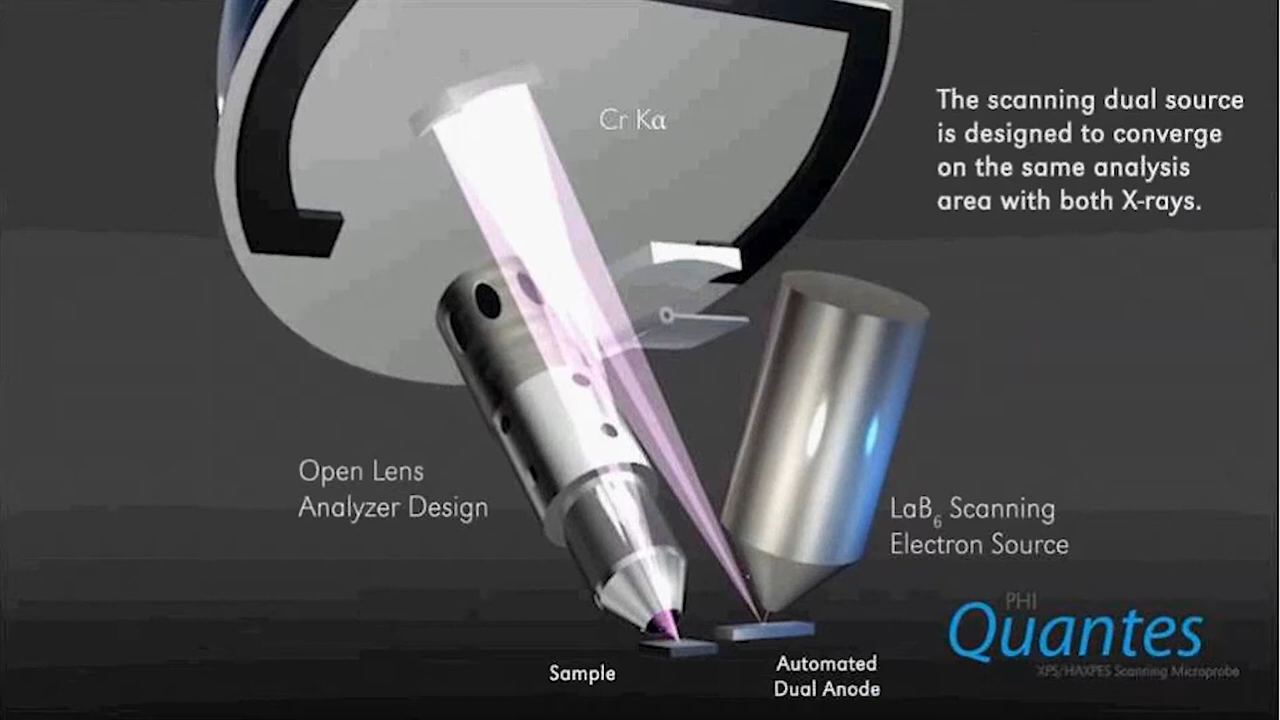 The scanning dual source
is designed to converge
on the same analysis
area with both X-rays.
Cr Kα
Open Lens
Analyzer Design
LaB₆ Scanning
Electron Source
PHI
Quantes
XPS/HAXPES Scanning Microprobe
Sample
Automated
Dual Anode